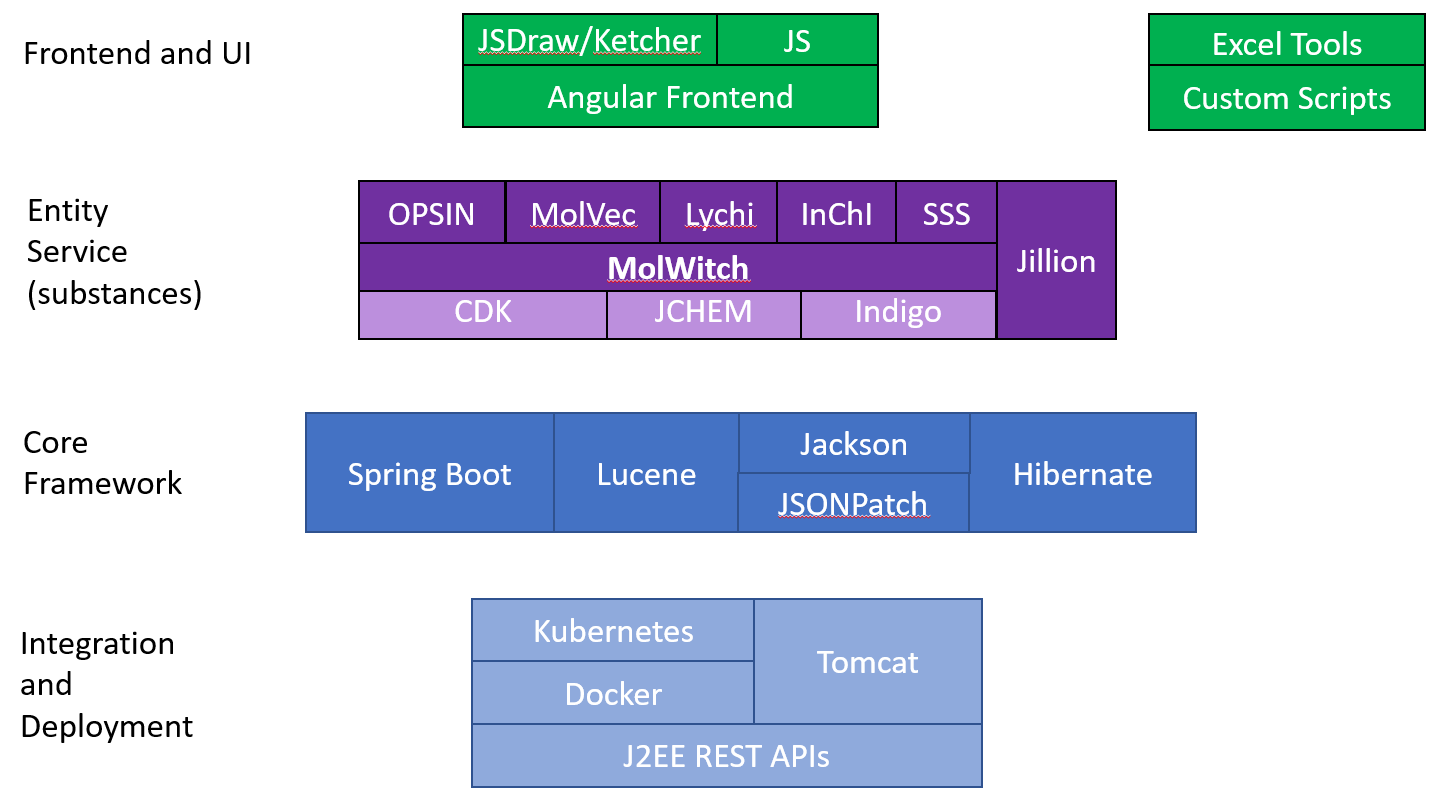 Frontend and UI
JSDraw/Ketcher
JS
Angular Frontend
Excel Tools
Custom Scripts
Entity
Service
(substances)
OPSIN
MolVec
Lychi
InChI
SSS
Jillion
MolWitch
CDK
JCHEM
Indigo
Core
Framework
Spring Boot
Lucene
Jackson
JSONPatch
Hibernate
Integration
and
Deployment
Kubernetes
Docker
Tomcat
J2EE REST APIs